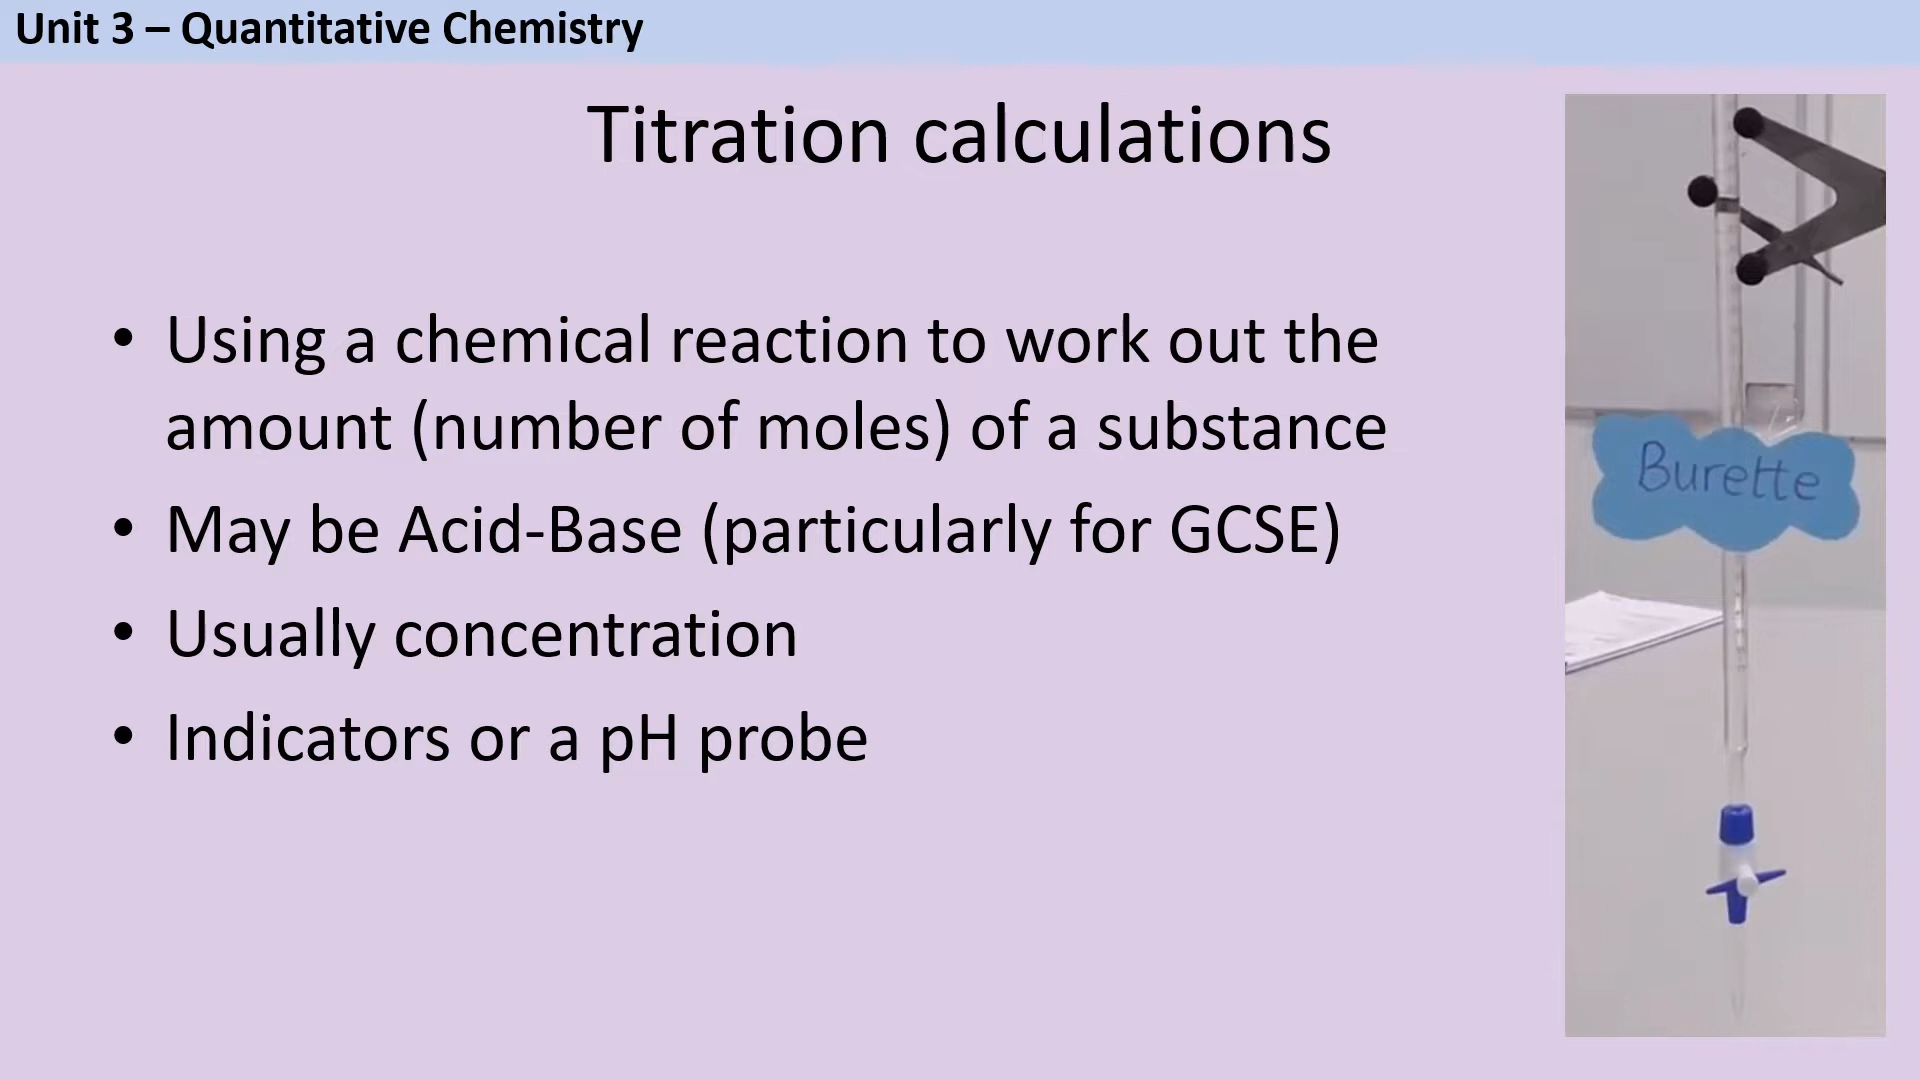 Unit 3 – Quantitative Chemistry
Titration calculations
• Using a chemical reaction to work out the
amount (number of moles) of a substance
• May be Acid-Base (particularly for GCSE)
• Usually concentration
• Indicators or a pH probe
Burette